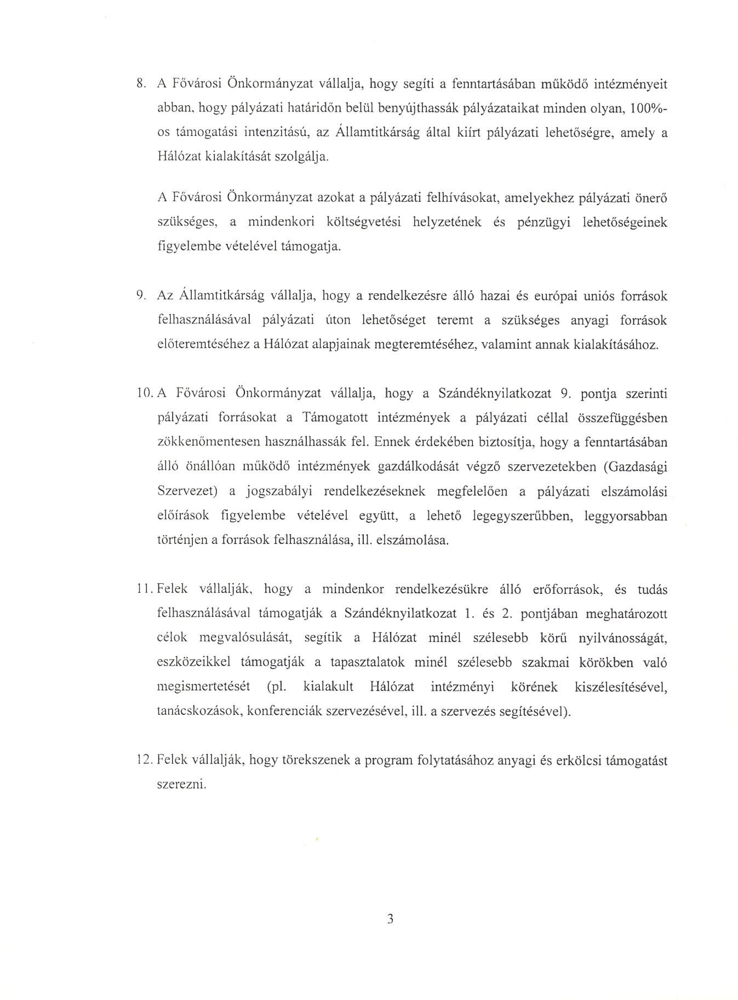 8. A Fővárosi Önkormányzat vállalja, hogy segíti a fenntartásában működő intézményeit
abban, hogy pályázati határidőn belül benyújthassák pályázataikat minden olyan, 100%-
os támogatási intenzitású, az Államtitkárság által kiírt pályázati lehetőségre, amely a
Hálózat kialakítását szolgálja.
A Fővárosi Önkormányzat azokat a pályázati felhívásokat, amelyekhez pályázati önerő
szükséges, a mindenkori költségvetési helyzetének és pénzügyi lehetőségeinek
figyelembe vételével támogatja.
9. Az Államtitkárság vállalja, hogy a rendelkezésre álló hazai és európai uniós források
felhasználásával pályázati úton lehetőséget teremt a szükséges anyagi források
előteremtéséhez a Hálózat alapjainak megteremtéséhez, valamint annak kialakításához.
10. A Fővárosi Önkormányzat vállalja, hogy a Szándéknyilatkozat 9. pontja szerinti
pályázati forrásokat a Támogatott intézmények a pályázati céllal összefüggésben
zökkenőmentesen használhassák fel. Ennek érdekében biztosítja, hogy a fenntartásában
álló önállóan működő intézmények gazdálkodását végző szervezetekben (Gazdasági
Szervezet) a jogszabályi rendelkezéseknek megfelelően a pályázati elszámolási
előírások figyelembe vételével együtt, a lehető legegyszerűbben, leggyorsabban
történjen a források felhasználása, ill. elszámolása.
11. Felek vállalják, hogy a mindenkor rendelkezésükre álló erőforrások, és tudás
felhasználásával támogatják a Szándéknyilatkozat 1. és 2. pontjában meghatározott
célok megvalósulását, segítik a Hálózat minél szélesebb körű nyilvánosságát,
eszközeikkel támogatják a tapasztalatok minél szélesebb szakmai körökben való
megismertetését (pl. kialakult Hálózat intézményi körének kiszélesítésével,
tanácskozások, konferenciák szervezésével, ill. a szervezés segítésével).
12. Felek vállalják, hogy törekszenek a program folytatásához anyagi és erkölcsi támogatást
szerezni.
3